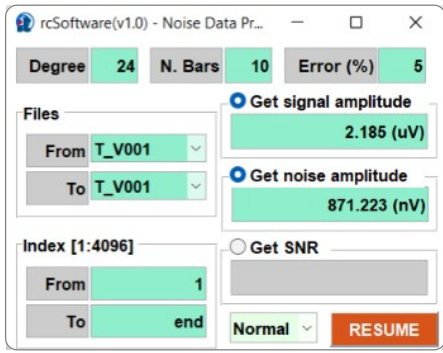 rcSoftware(v1.0) - Noise Data Pr...
Degree 24 N. Bars 10 Error (%) 5
Files
From T_V001
To T_V001
Get signal amplitude
2.185 (uV)
Get noise amplitude
871.223 (nV)
Index [1:4096]
From 1
To end
Get SNR
Normal RESUME